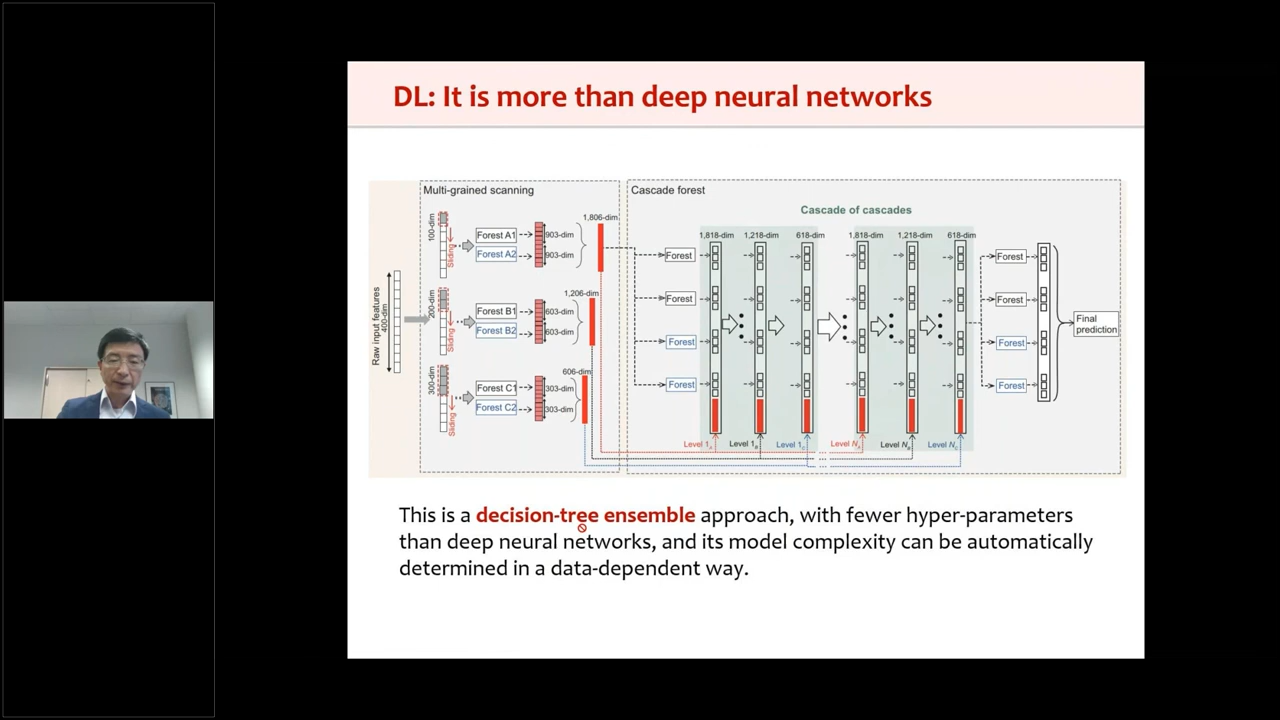 DL: It is more than deep neural networks
Multi-grained scanning
Raw input features
400-dim
100-dim
Sliding
Forest A1
Forest A2
903-dim
903-dim
1,806-dim
200-dim
Sliding
Forest B1
Forest B2
603-dim
603-dim
1,206-dim
300-dim
Sliding
Forest C1
Forest C2
303-dim
303-dim
606-dim
Cascade forest
Cascade of cascades
1,818-dim 1,218-dim 618-dim 1,818-dim 1,218-dim 618-dim
Forest
Forest
Forest
Forest
Forest
Forest
Forest
Forest
Final
prediction
Level 1A Level 1B Level 1C ... Level NA Level NB Level NC
This is a decision-tree ensemble approach, with fewer hyper-parameters
than deep neural networks, and its model complexity can be automatically
determined in a data-dependent way.